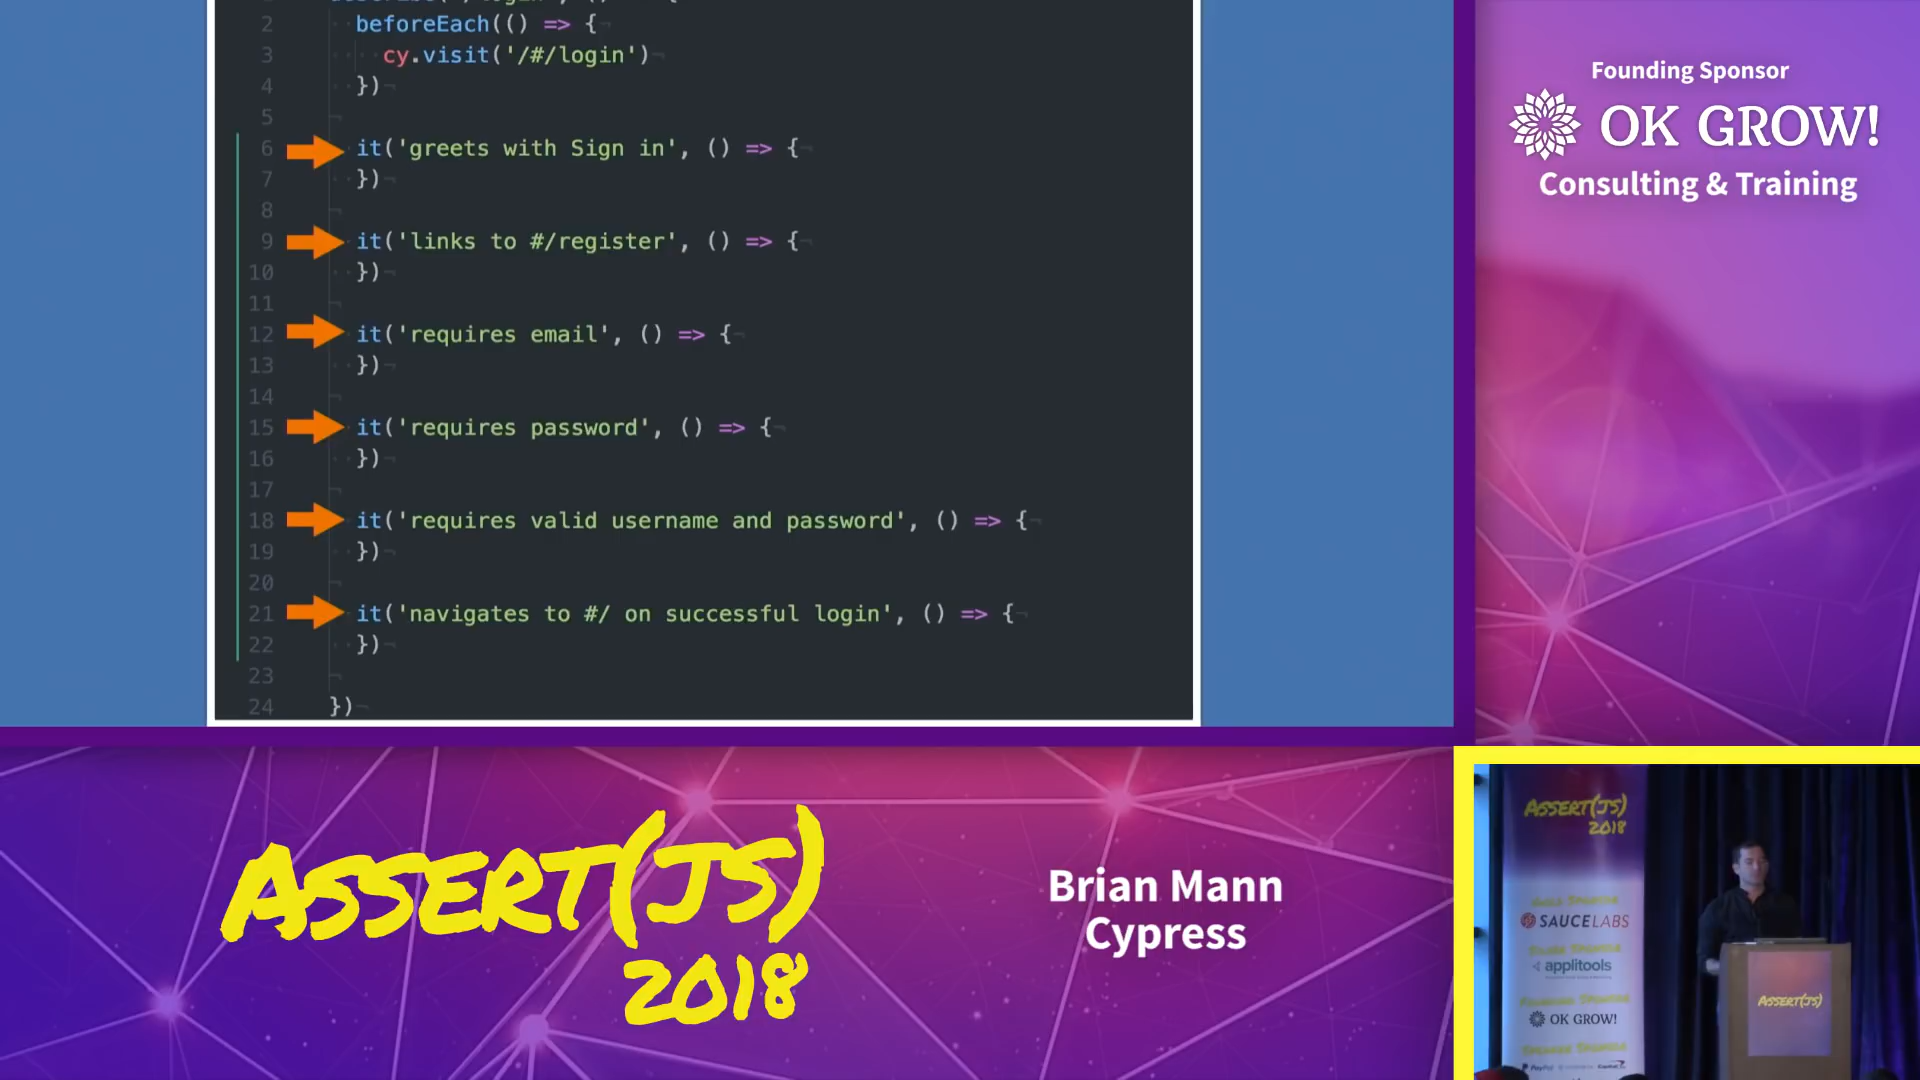 2 beforeEach(() => {
3 cy.visit('/#/login')
4 })
5
6 it('greets with Sign in', () => {
7 })
8
9 it('links to #/register', () => {
10 })
11
12 it('requires email', () => {
13 })
14
15 it('requires password', () => {
16 })
17
18 it('requires valid username and password', () => {
19 })
20
21 it('navigates to #/ on successful login', () => {
22 })
23
24 })
Founding Sponsor
OK GROW!
Consulting & Training
ASSERT(JS)
2018
Brian Mann
Cypress
ASSERT(JS)
2018
SAUCELABS
applitools
OK GROW!
PayPal
ASSERT(JS)